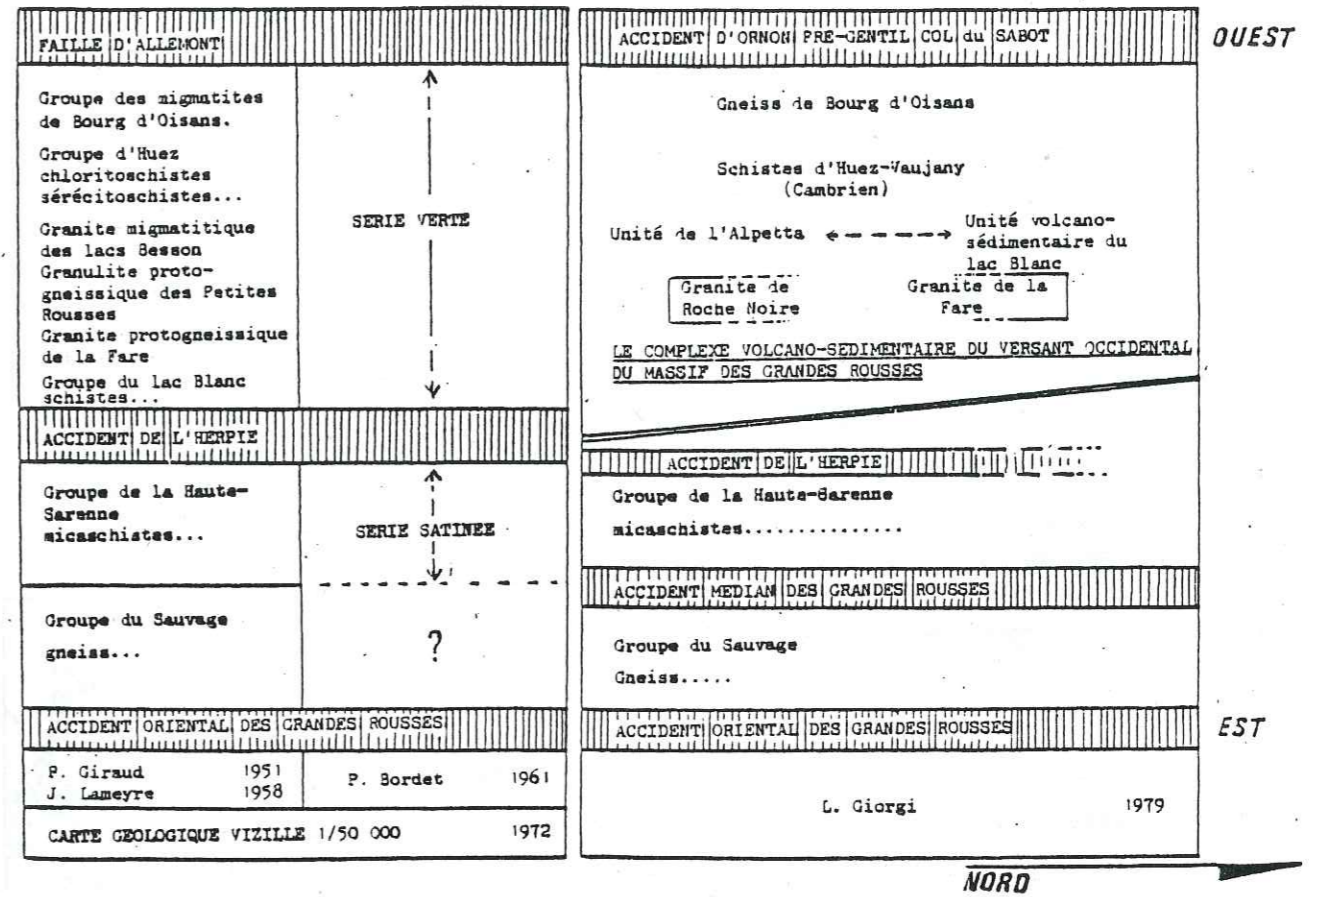 FAILLE D'ALLEMONT
Groupe des migmatites
de Bourg d'Oisans.
Groupe d'Huez
chloritoschistes
sérécitoschistes...
Granite migmatitique
des lacs Besson
Granulite proto-
gneissique des Petites
Rousses
Granite protogneissique
de la Fare
Groupe du lac Blanc
schistes...
SERIE VERTE
ACCIDENT DE L'HERPIE
Groupe de la Haute-
Sarenne
micaschistes...
SERIE SATINEE
Groupe du Sauvage
gneiss...
?
ACCIDENT ORIENTAL DES GRANDES ROUSSES
P. Giraud 1951
J. Lameyre 1958
P. Bordet 1961
CARTE GEOLOGIQUE VIZILLE 1/50 000 1972
ACCIDENT D'ORNON PRE-GENTIL COL du SABOT
OUEST
Gneiss de Bourg d'Oisans
Schistes d'Huez-Vaujany
(Cambrien)
Unité de l'Alpetta
Unité volcano-
sédimentaire du
lac Blanc
Granite de
Roche Noire
Granite de la
Fare
LE COMPLEXE VOLCANO-SEDIMENTAIRE DU VERSANT OCCIDENTAL
DU MASSIF DES GRANDES ROUSSES
ACCIDENT DE L'HERPIE
Groupe de la Haute-Sarenne
micaschistes...............
ACCIDENT MEDIAN DES GRANDES ROUSSES
Groupe du Sauvage
Gneiss.....
ACCIDENT ORIENTAL DES GRANDES ROUSSES
EST
L. Giorgi 1979
NORD